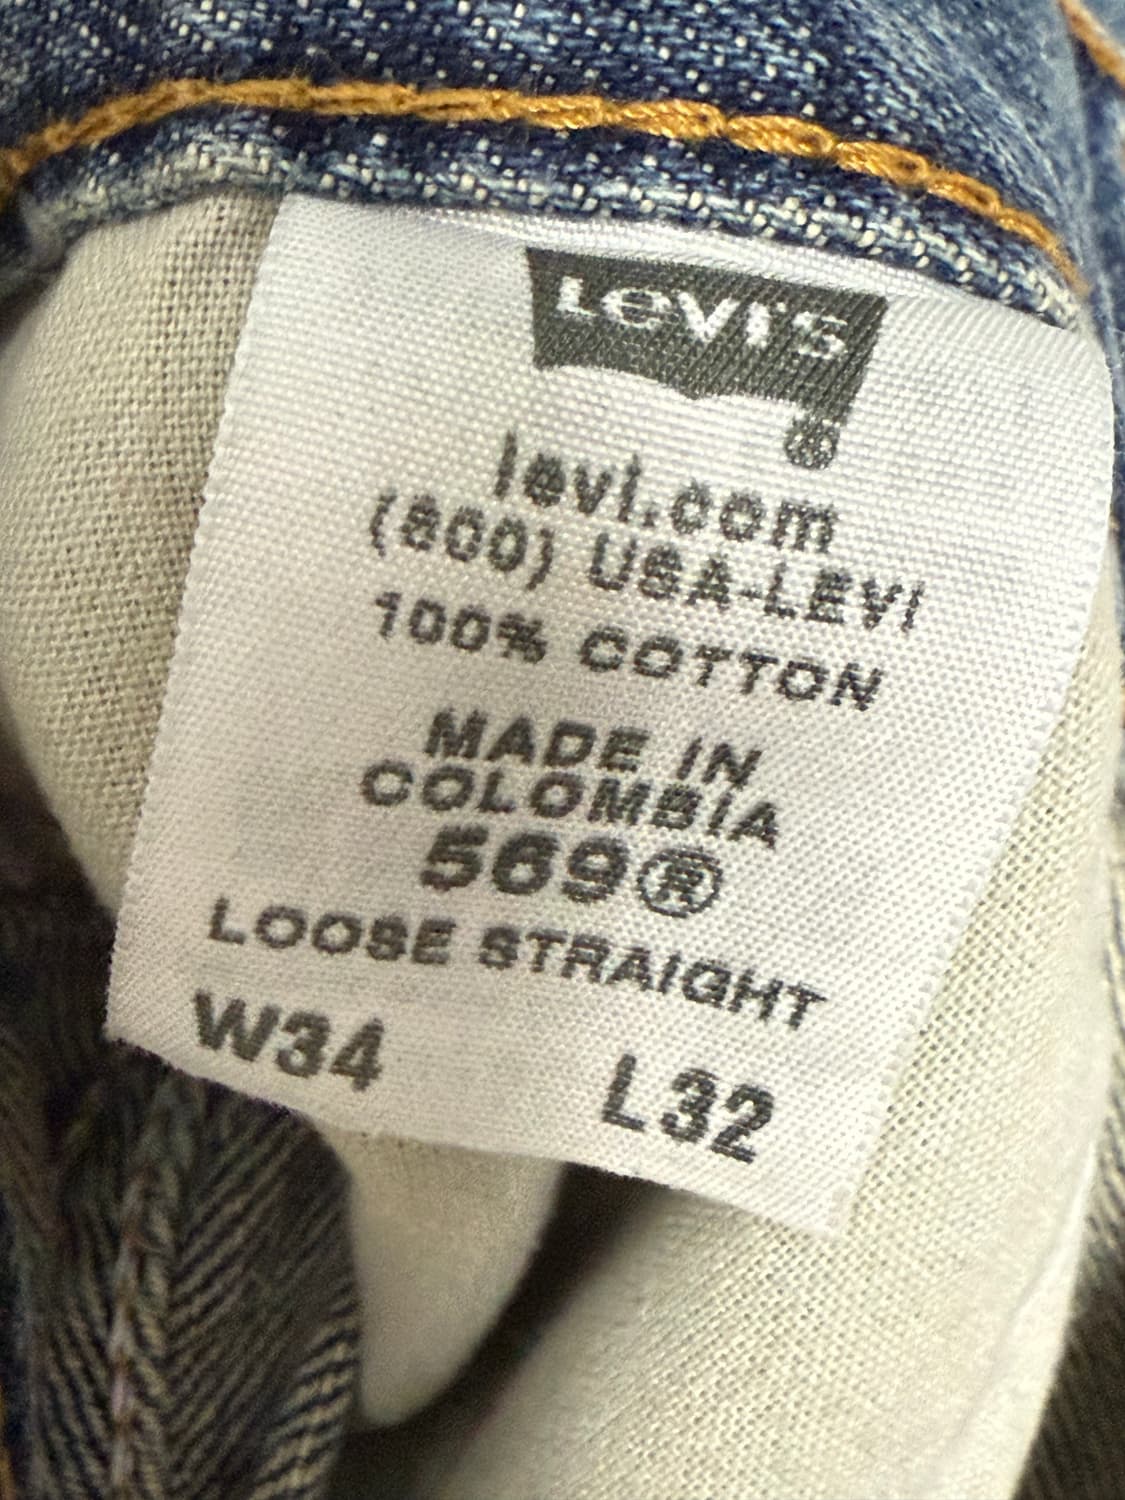 Levi's
®
levi.com
(800) USA-LEVI
100% COTTON
MADE IN
COLOMBIA
569®
LOOSE STRAIGHT
W34 L32